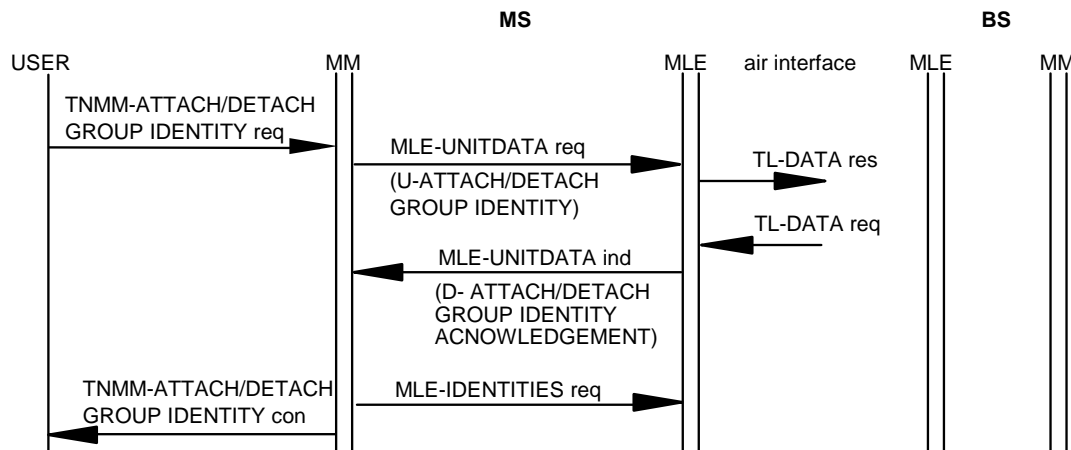 MS
BS
USER
MM
MLE
air interface
MLE
MM
TNMM-ATTACH/DETACH
GROUP IDENTITY req
MLE-UNITDATA req
(U-ATTACH/DETACH
GROUP IDENTITY)
TL-DATA res
TL-DATA req
MLE-UNITDATA ind
(D- ATTACH/DETACH
GROUP IDENTITY
ACNOWLEDGEMENT)
TNMM-ATTACH/DETACH
GROUP IDENTITY con
MLE-IDENTITIES req